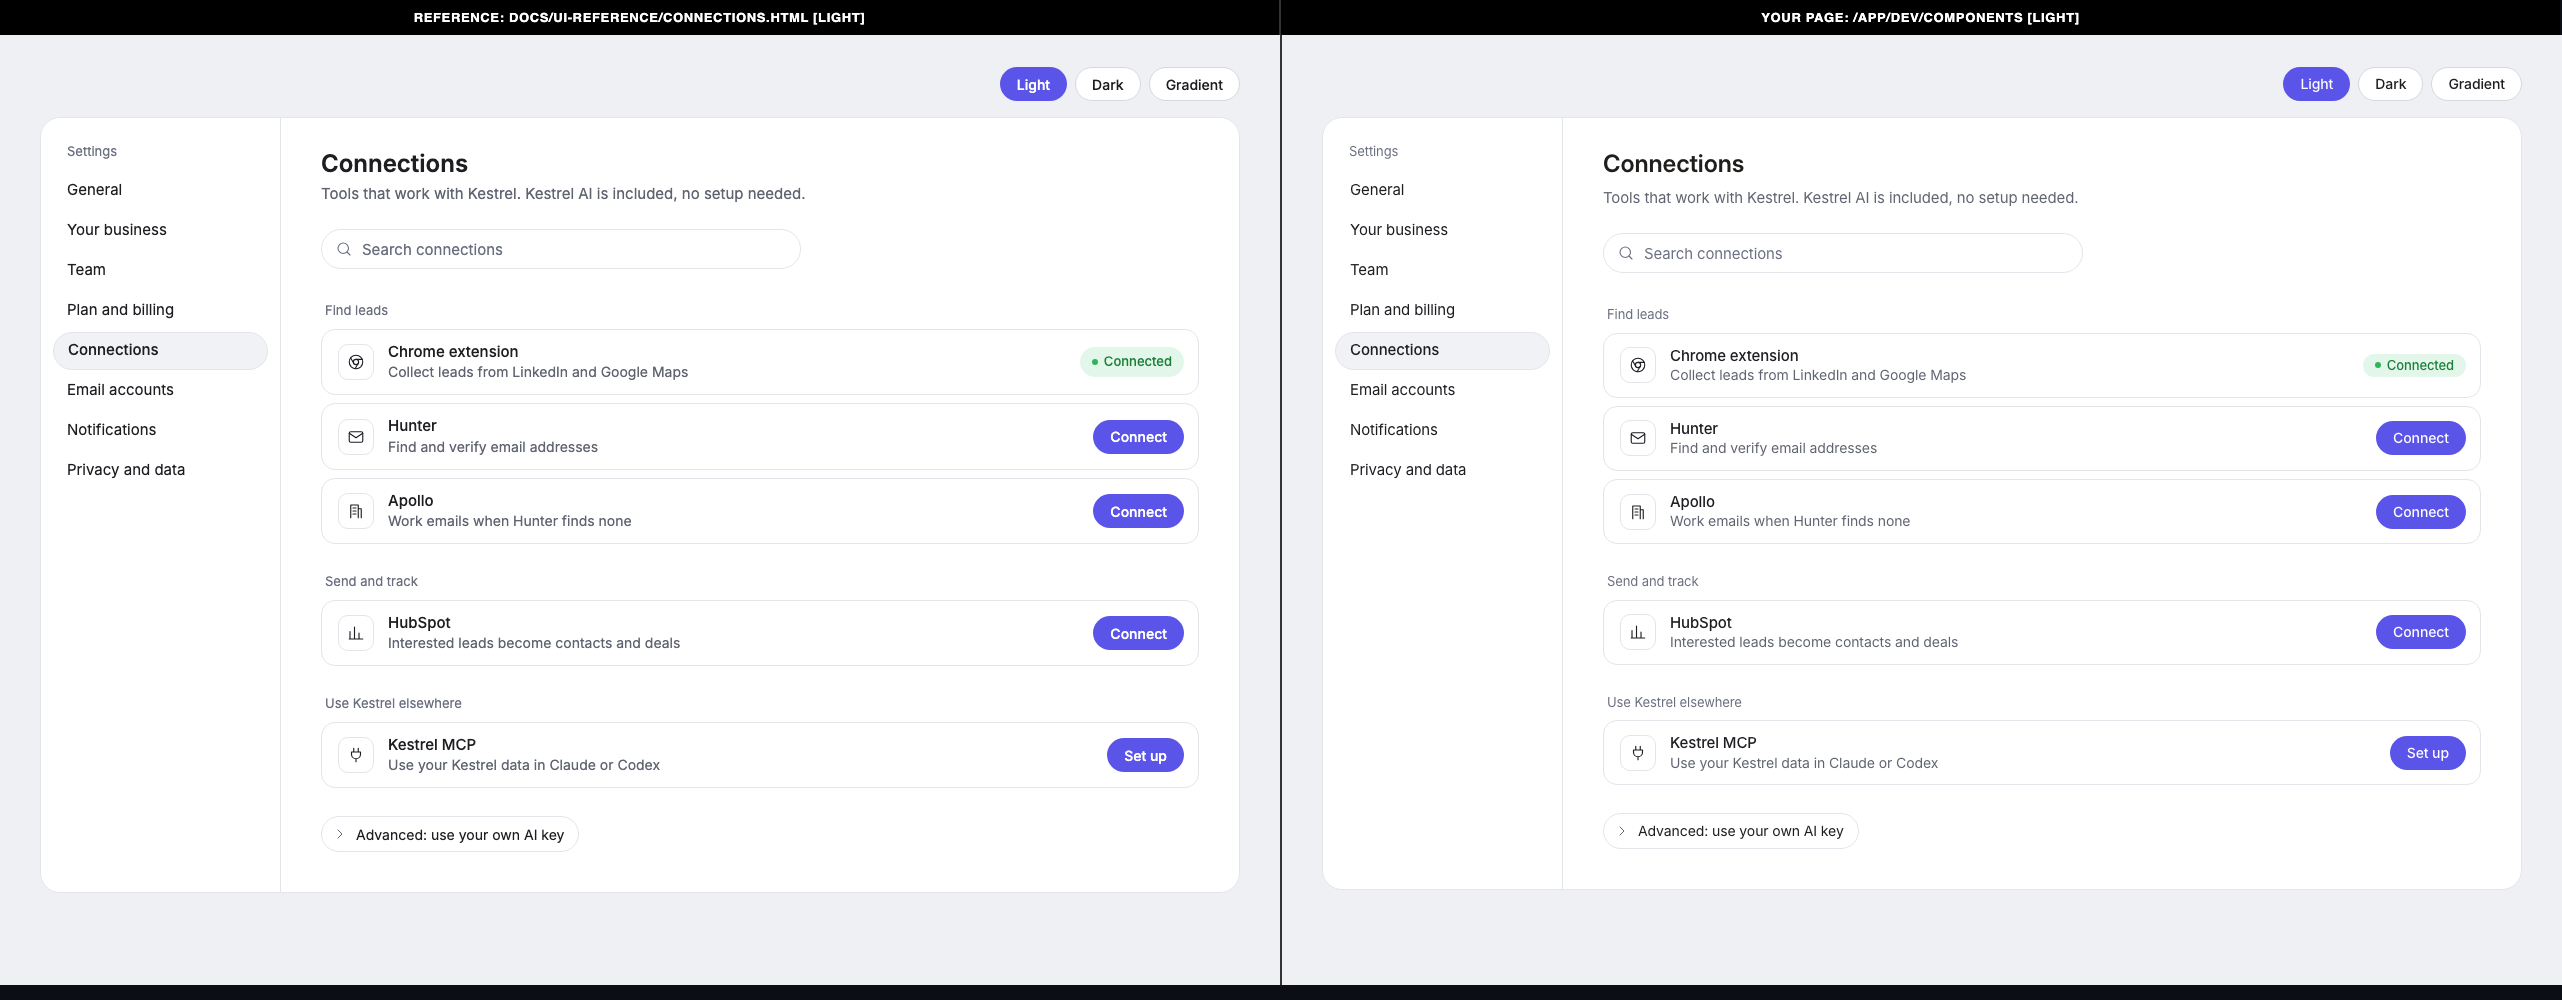 REFERENCE: DOCS/UI-REFERENCE/CONNECTIONS.HTML [LIGHT]
Light
Dark
Gradient
Settings
General
Your business
Team
Plan and billing
Connections
Email accounts
Notifications
Privacy and data
Connections
Tools that work with Kestrel. Kestrel AI is included, no setup needed.
Search connections
Find leads
Chrome extension
Collect leads from LinkedIn and Google Maps
Connected
Hunter
Find and verify email addresses
Connect
Apollo
Work emails when Hunter finds none
Connect
Send and track
HubSpot
Interested leads become contacts and deals
Connect
Use Kestrel elsewhere
Kestrel MCP
Use your Kestrel data in Claude or Codex
Set up
Advanced: use your own AI key
YOUR PAGE: /APP/DEV/COMPONENTS [LIGHT]
Light
Dark
Gradient
Settings
General
Your business
Team
Plan and billing
Connections
Email accounts
Notifications
Privacy and data
Connections
Tools that work with Kestrel. Kestrel AI is included, no setup needed.
Search connections
Find leads
Chrome extension
Collect leads from LinkedIn and Google Maps
Connected
Hunter
Find and verify email addresses
Connect
Apollo
Work emails when Hunter finds none
Connect
Send and track
HubSpot
Interested leads become contacts and deals
Connect
Use Kestrel elsewhere
Kestrel MCP
Use your Kestrel data in Claude or Codex
Set up
Advanced: use your own AI key